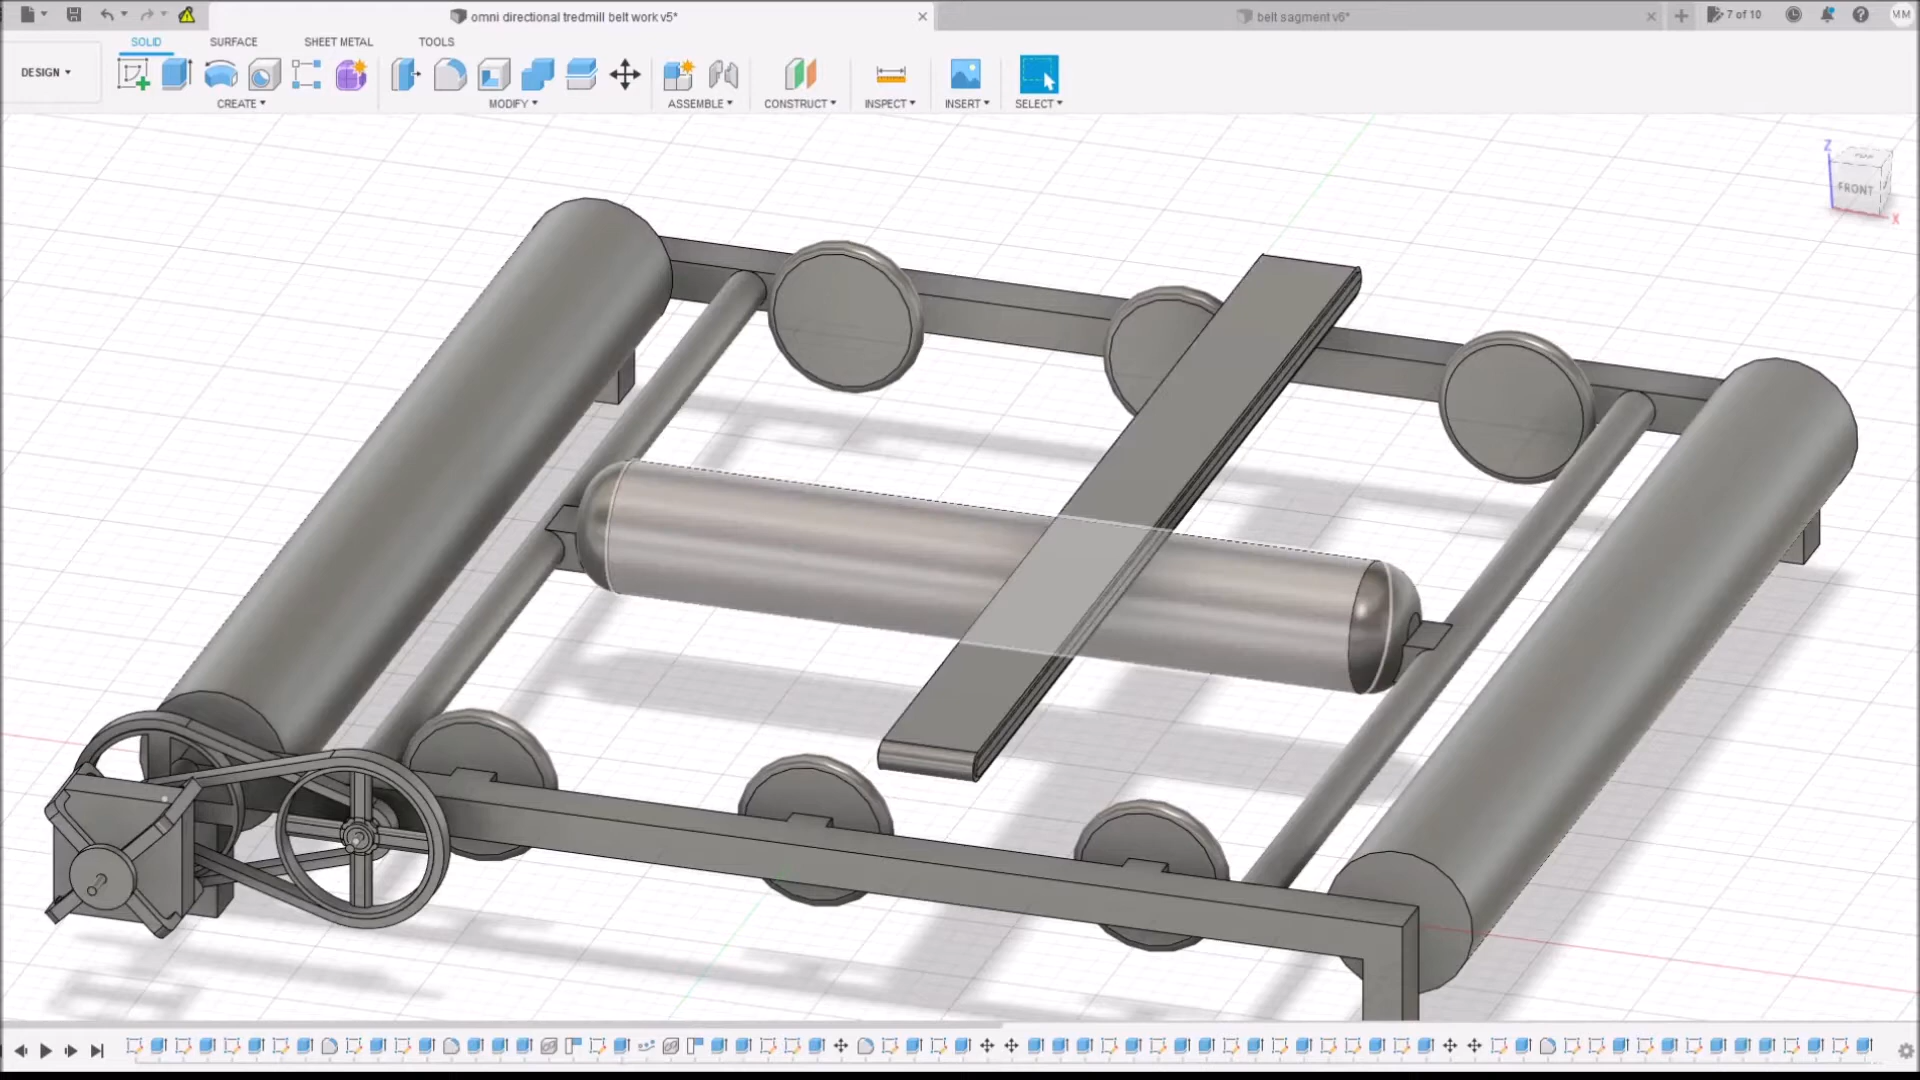 omni directional tredmill belt work v5*
belt sagment v6*
7 of 10
MM
DESIGN
SOLID
SURFACE
SHEET METAL
TOOLS
CREATE
MODIFY
ASSEMBLE
CONSTRUCT
INSPECT
INSERT
SELECT
Z
TOP
FRONT
X